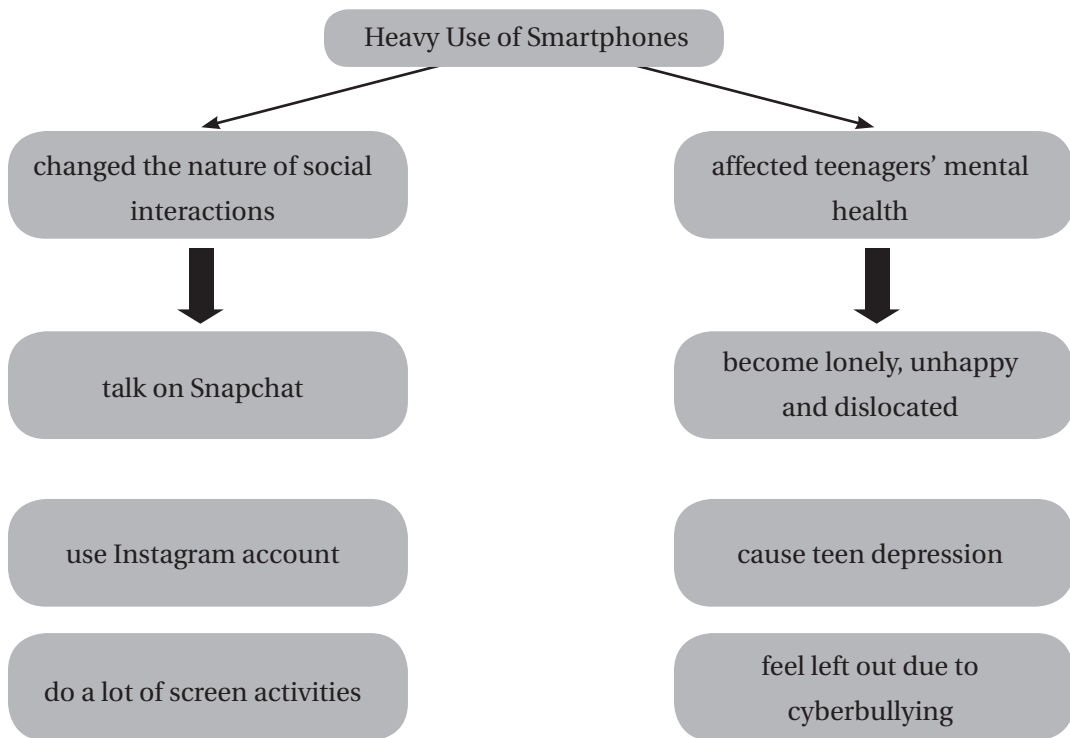 Heavy Use of Smartphones
changed the nature of social
interactions
affected teenagers’ mental
health
talk on Snapchat
become lonely, unhappy
and dislocated
use Instagram account
cause teen depression
do a lot of screen activities
feel left out due to
cyberbullying